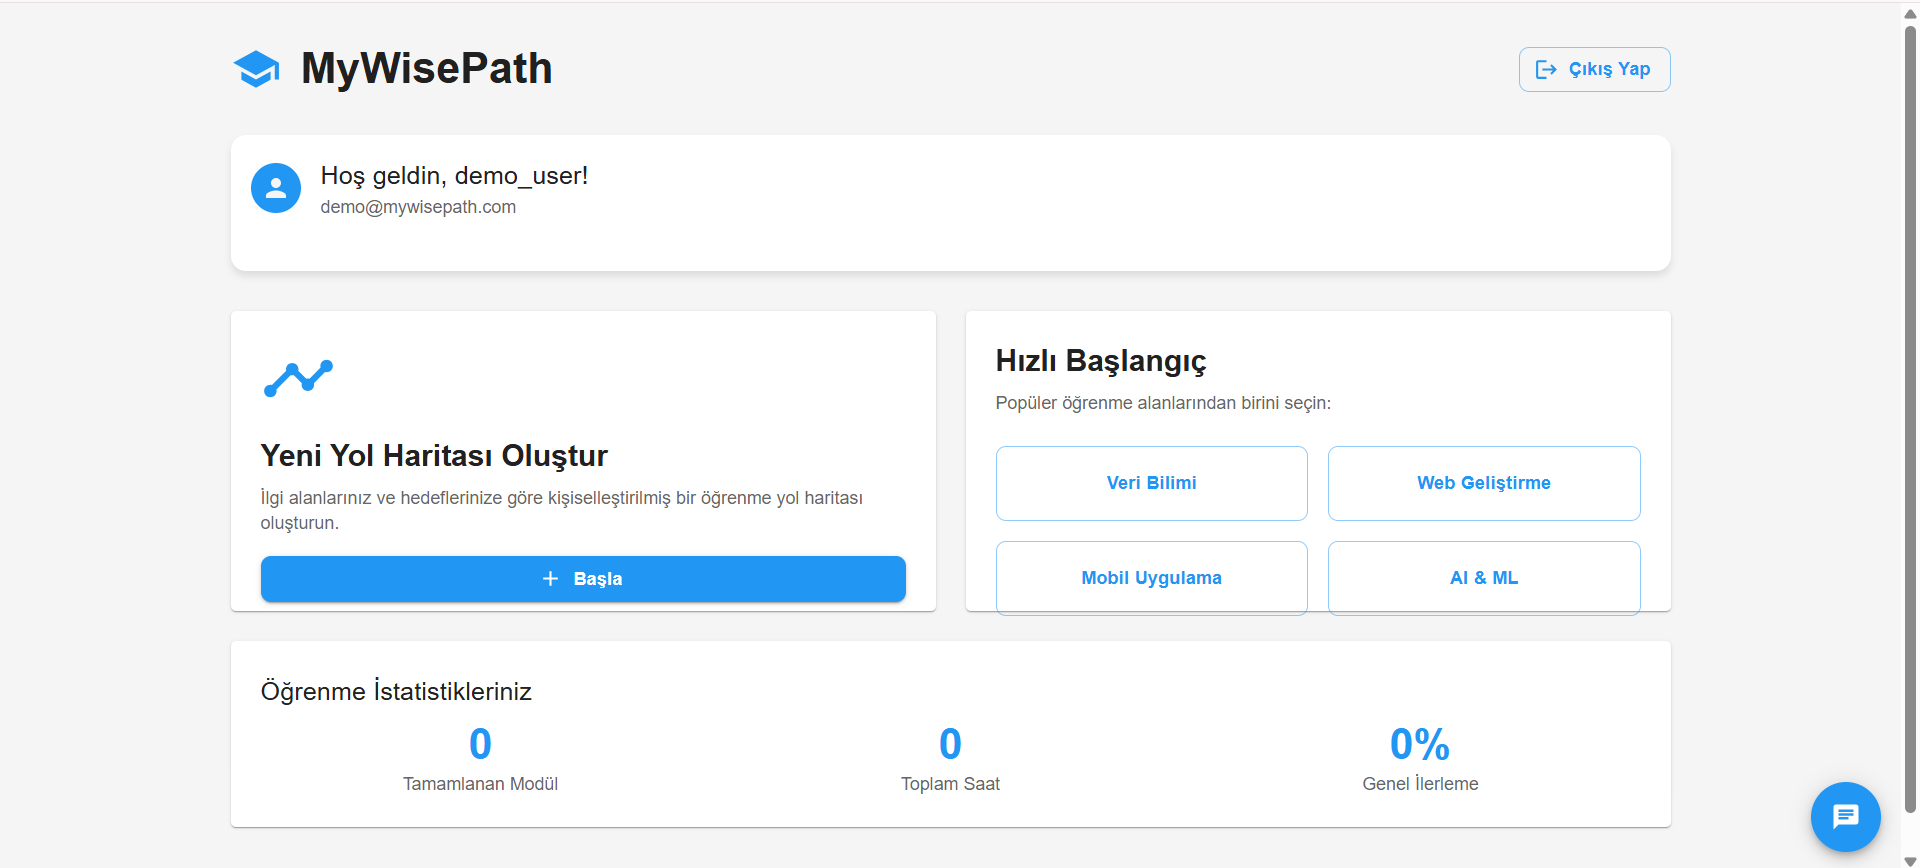 MyWisePath
Çıkış Yap
Hoş geldin, demo_user!
demo@mywisepath.com
Yeni Yol Haritası Oluştur
İlgi alanlarınız ve hedeflerinize göre kişiselleştirilmiş bir öğrenme yol haritası
oluşturun.
Başla
Hızlı Başlangıç
Popüler öğrenme alanlarından birini seçin:
Veri Bilimi
Web Geliştirme
Mobil Uygulama
AI & ML
Öğrenme İstatistikleriniz
0
Tamamlanan Modül
0
Toplam Saat
0%
Genel İlerleme